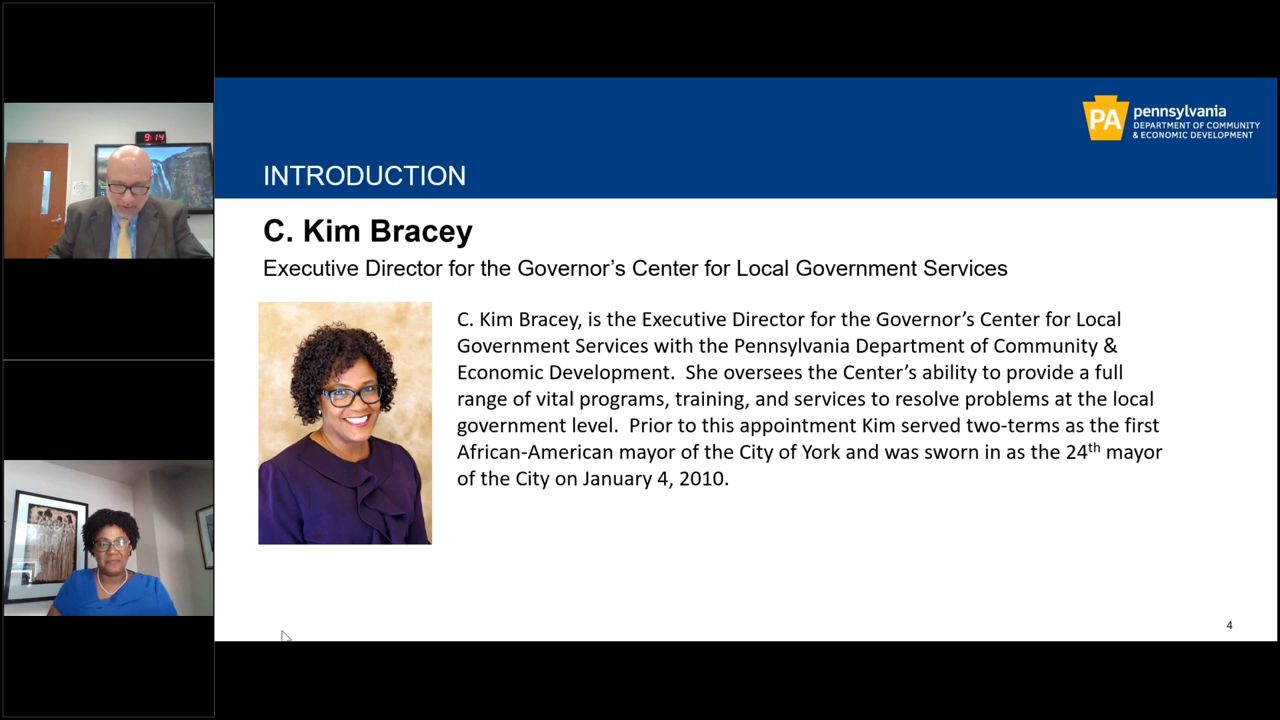 9:14
PA
pennsylvania
DEPARTMENT OF COMMUNITY
& ECONOMIC DEVELOPMENT
INTRODUCTION
C. Kim Bracey
Executive Director for the Governor’s Center for Local Government Services
C. Kim Bracey, is the Executive Director for the Governor’s Center for Local
Government Services with the Pennsylvania Department of Community &
Economic Development.  She oversees the Center’s ability to provide a full
range of vital programs, training, and services to resolve problems at the local
government level.  Prior to this appointment Kim served two-terms as the first
African-American mayor of the City of York and was sworn in as the 24th mayor
of the City on January 4, 2010.
4